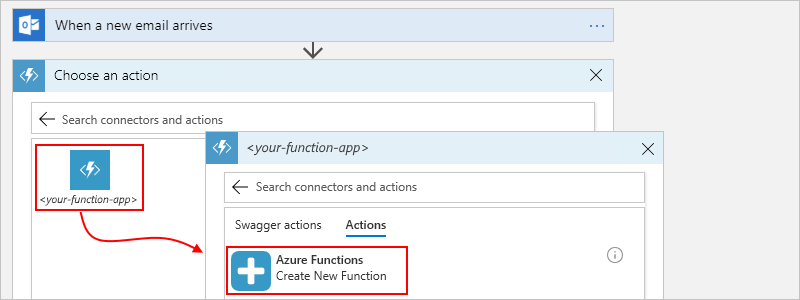 When a new email arrives
Choose an action
Search connectors and actions
<your-function-app>
<your-function-app>
Search connectors and actions
Swagger actions Actions
Azure Functions
Create New Function